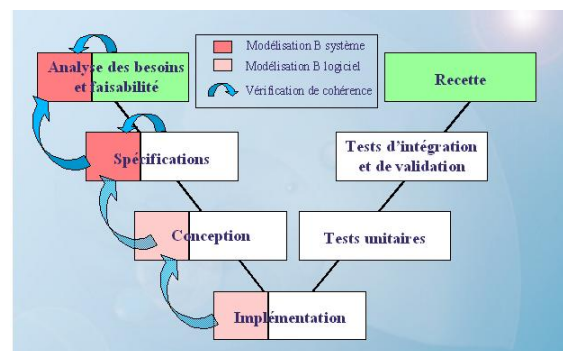 Analyse des besoins
et faisabilité
Modélisation B système
Modélisation B logiciel
Vérification de cohérence
Recette
Spécifications
Tests d'intégration
et de validation
Conception
Tests unitaires
Implémentation